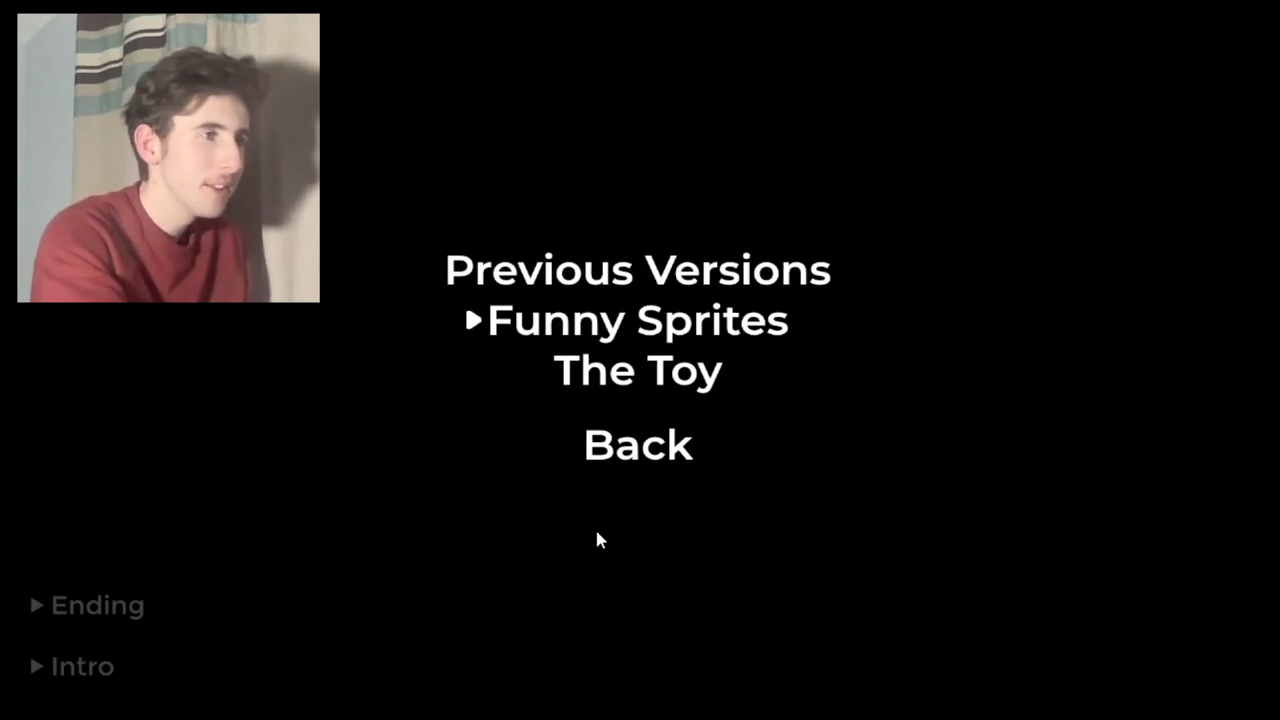 Previous Versions
Funny Sprites
The Toy
Back
Ending
Intro